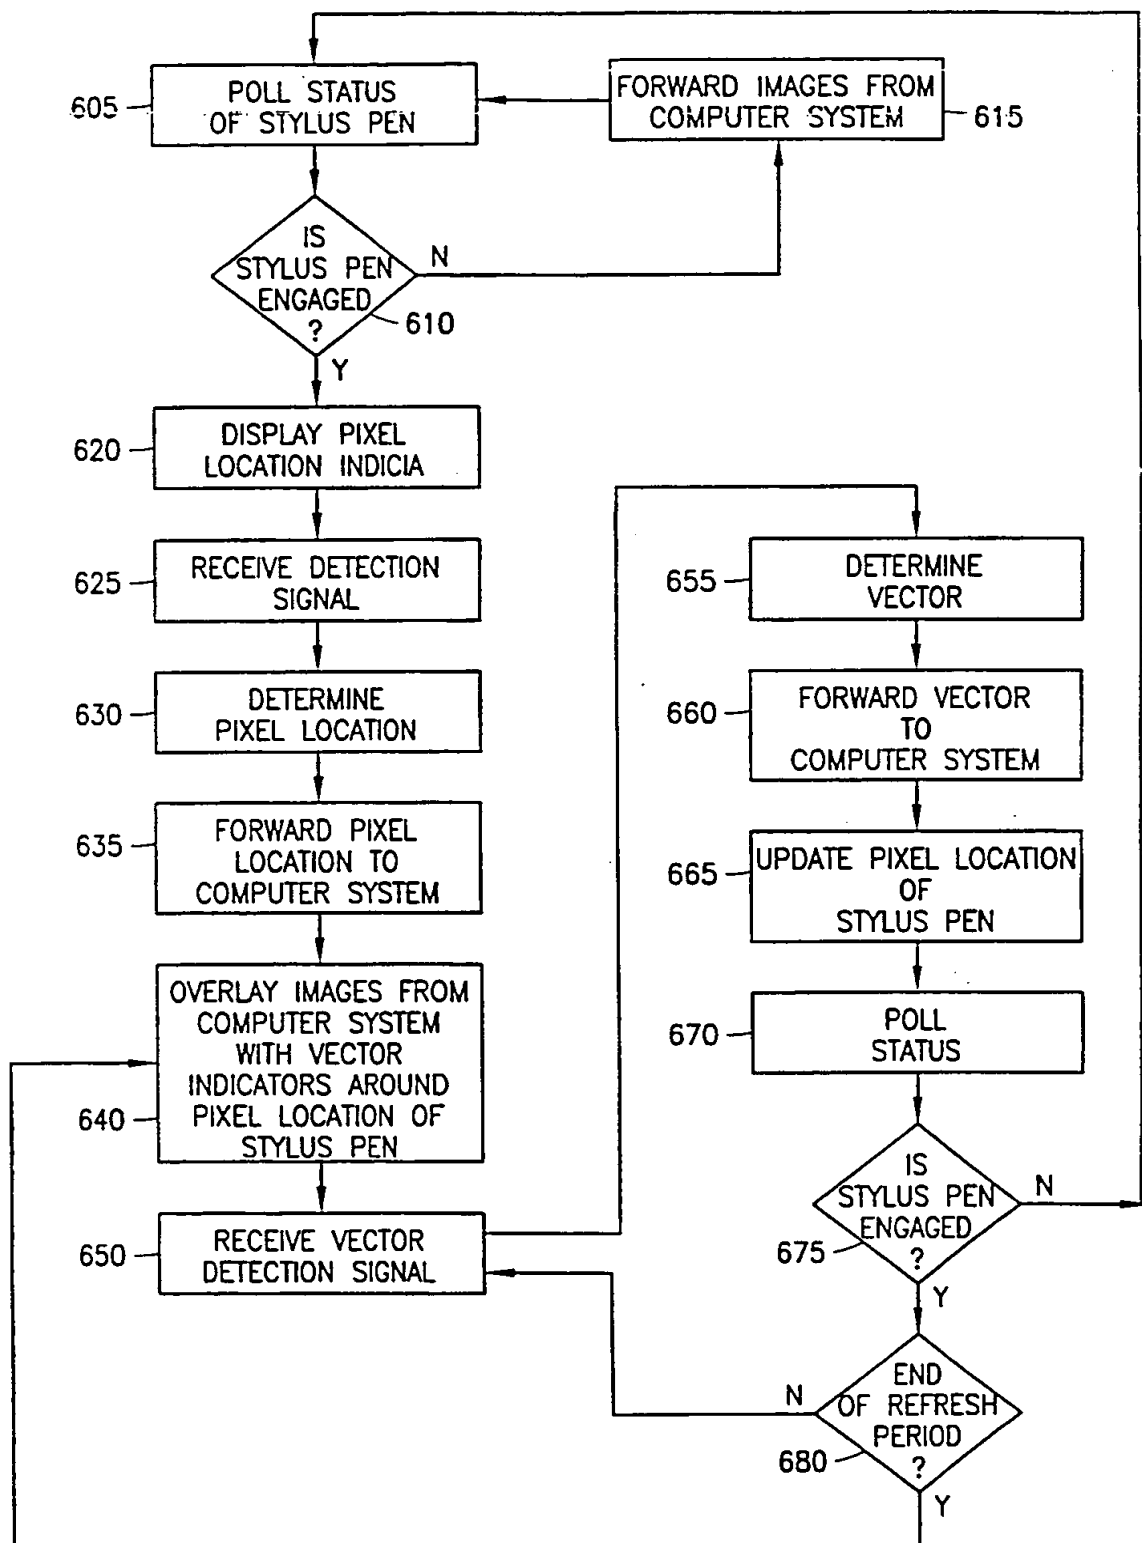 605
POLL STATUS
OF STYLUS PEN
FORWARD IMAGES FROM
COMPUTER SYSTEM
615
IS
STYLUS PEN
ENGAGED
?
N
610
Y
620
DISPLAY PIXEL
LOCATION INDICIA
625
RECEIVE DETECTION
SIGNAL
630
DETERMINE
PIXEL LOCATION
635
FORWARD PIXEL
LOCATION TO
COMPUTER SYSTEM
OVERLAY IMAGES FROM
COMPUTER SYSTEM
WITH VECTOR
INDICATORS AROUND
PIXEL LOCATION OF
STYLUS PEN
640
650
RECEIVE VECTOR
DETECTION SIGNAL
655
DETERMINE
VECTOR
660
FORWARD VECTOR
TO
COMPUTER SYSTEM
665
UPDATE PIXEL LOCATION
OF
STYLUS PEN
670
POLL
STATUS
IS
STYLUS PEN
ENGAGED
?
N
675
Y
END
OF REFRESH
PERIOD
?
N
680
Y